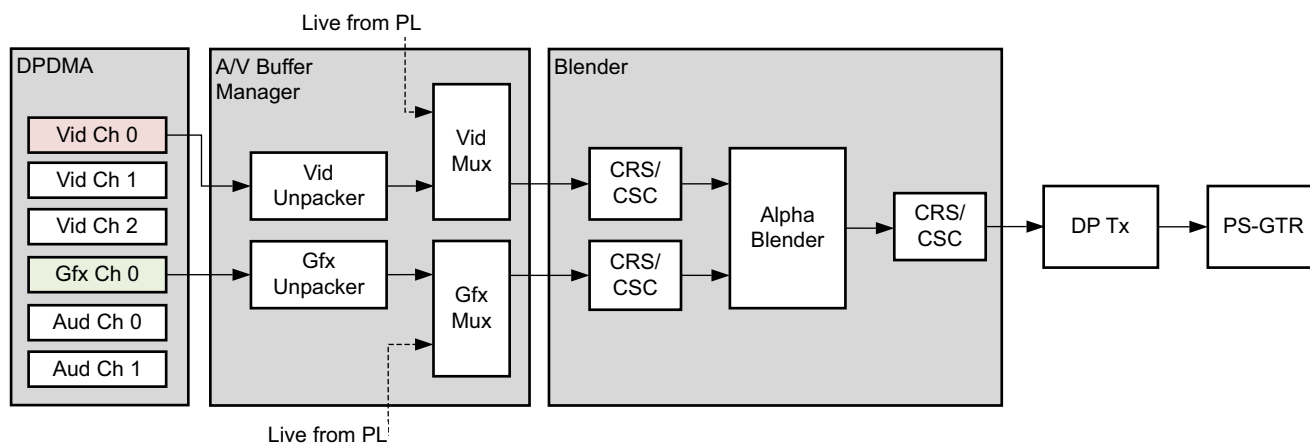 Live from PL
DPDMA
Vid Ch 0
Vid Ch 1
Vid Ch 2
Gfx Ch 0
Aud Ch 0
Aud Ch 1
A/V Buffer
Manager
Vid
Unpacker
Gfx
Unpacker
Vid
Mux
Gfx
Mux
Live from PL
Blender
CRS/
CSC
CRS/
CSC
Alpha
Blender
CRS/
CSC
DP Tx
PS-GTR